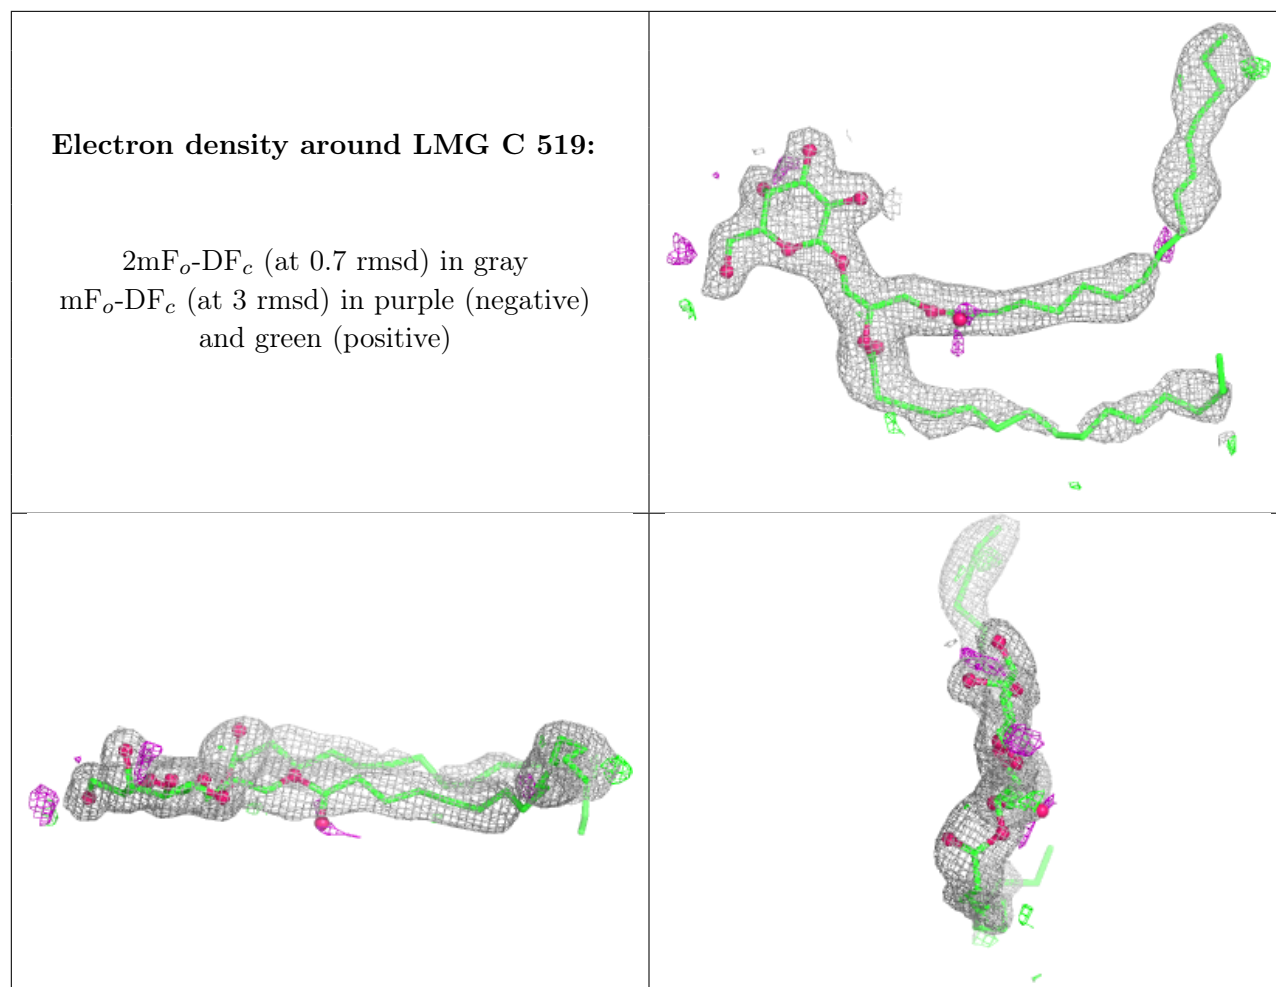 Electron density around LMG C 519:
2mFo-DFc (at 0.7 rmsd) in gray
mFo-DFc (at 3 rmsd) in purple (negative)
and green (positive)